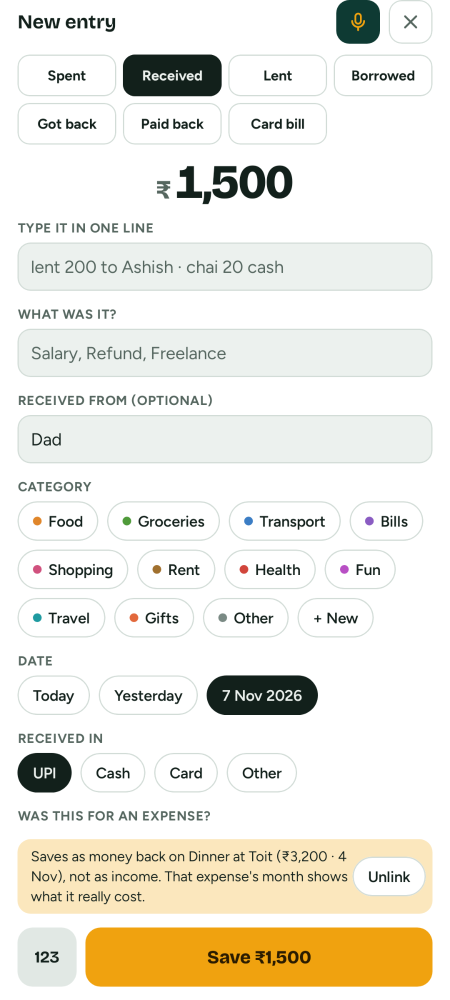 New entry
Spent Received Lent Borrowed
Got back Paid back Card bill
₹1,500
TYPE IT IN ONE LINE
lent 200 to Ashish · chai 20 cash
WHAT WAS IT?
Salary, Refund, Freelance
RECEIVED FROM (OPTIONAL)
Dad
CATEGORY
Food Groceries Transport Bills
Shopping Rent Health Fun
Travel Gifts Other + New
DATE
Today Yesterday 7 Nov 2026
RECEIVED IN
UPI Cash Card Other
WAS THIS FOR AN EXPENSE?
Saves as money back on Dinner at Toit (₹3,200 · 4
Nov), not as income. That expense's month shows
what it really cost.
Unlink
123 Save ₹1,500